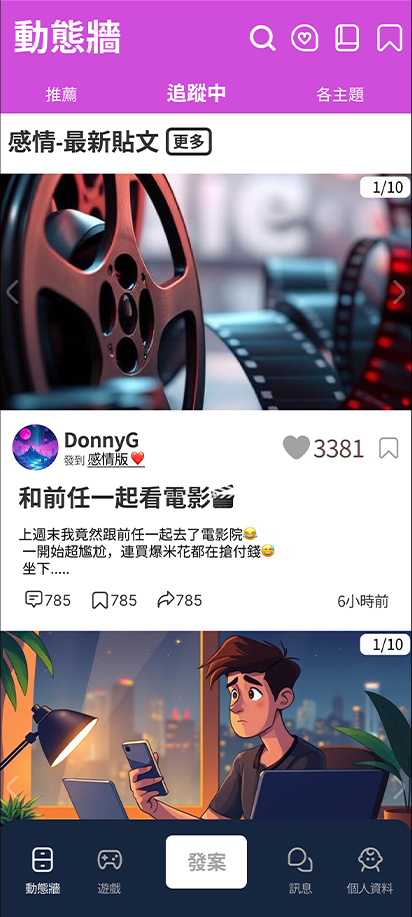 動態牆
推薦
追蹤中
各主題
感情-最新貼文 更多
1/10
DonnyG
發到 感情版❤️
3381
和前任一起看電影🎬
上週末我竟然跟前任一起去了電影院😂
一開始超尷尬，連買爆米花都在搶付錢😅
坐下.....
785
785
785
6小時前
1/10
動態牆
遊戲
發案
訊息
個人資料